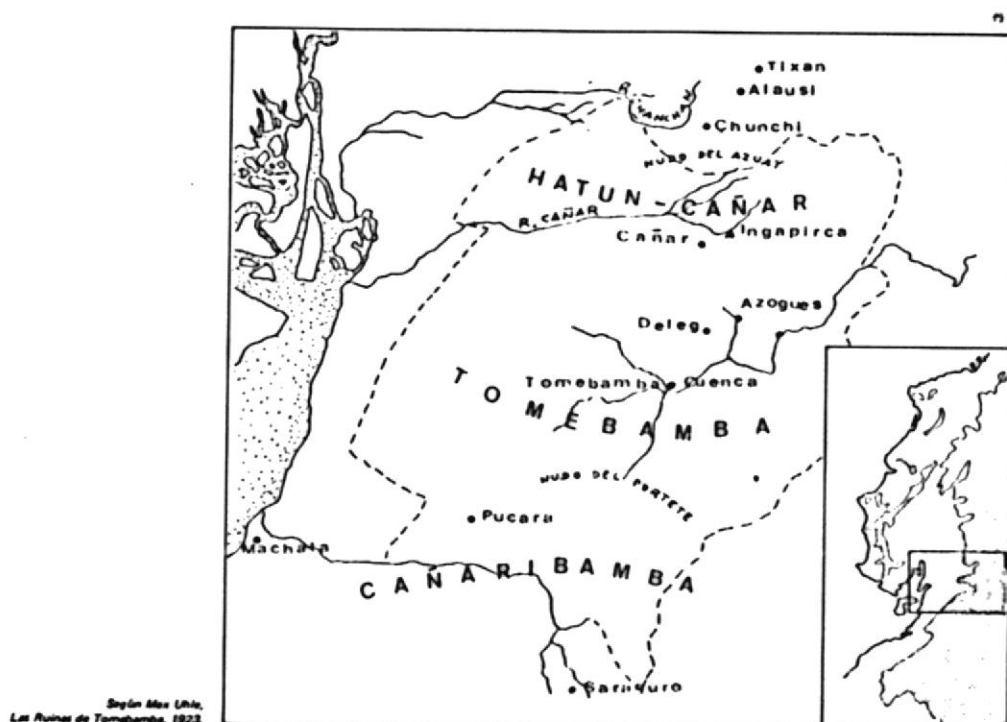 Tixan
Alausi
Chunchi
NUDO DEL AZUAY
HATUN-CAÑAR
R. CAÑAR
Cañar
Ingapirca
Azogues
Deleg
Tomebamba
Cuenca
TOMEBAMBA
NUDO DEL PORTETE
Pucara
Machala
CAÑARIBAMBA
Saraguro
Según Max Uhle,
Las Ruinas de Tomebamba, 1923.